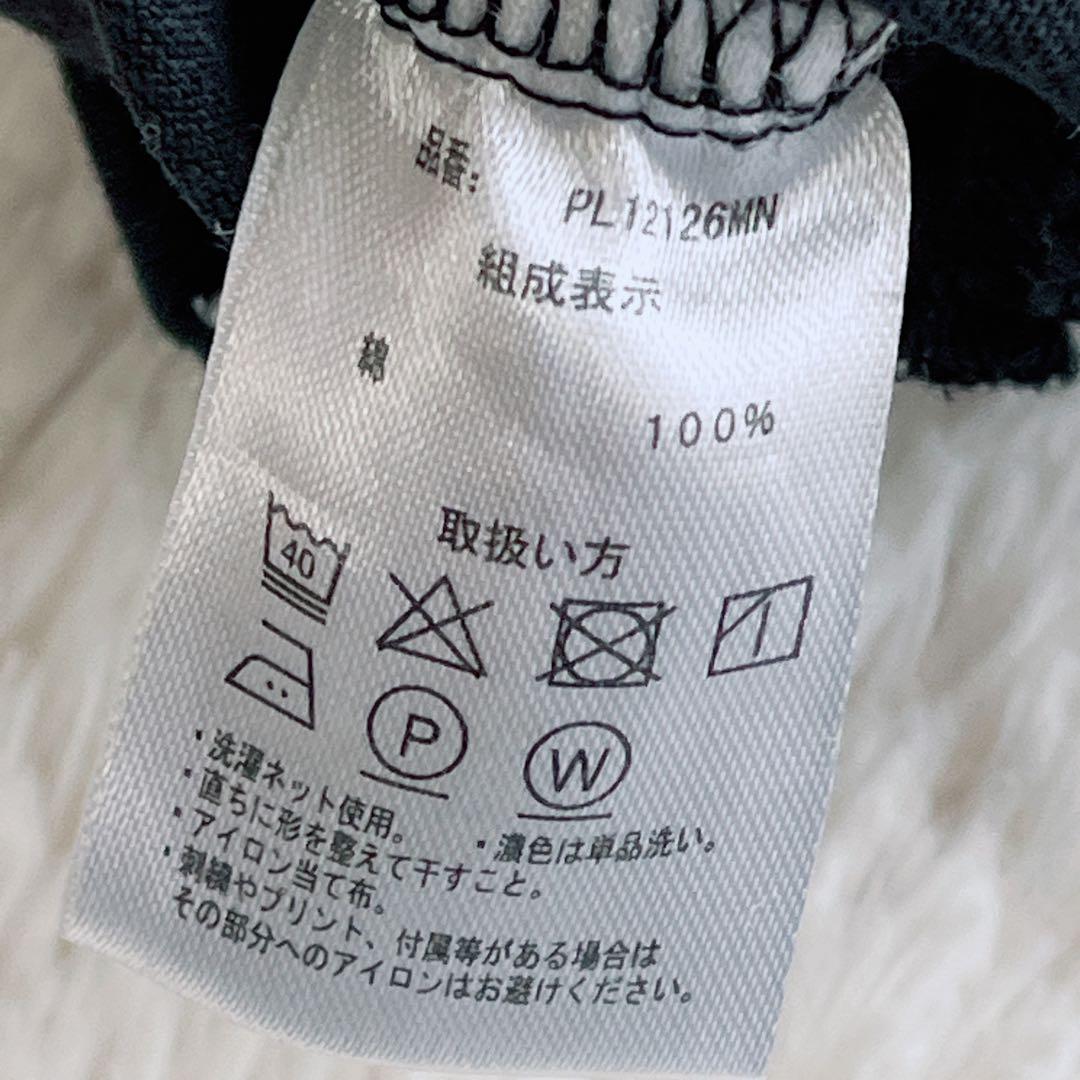 品番:
PL12126MN
組成表示
綿
100%
取扱い方
40
P
W
・洗濯ネット使用。 ・濃色は単品洗い。
・直ちに形を整えて干すこと。
・アイロン当て布。
・刺繍やプリント、付属等がある場合は
その部分へのアイロンはお避けください。